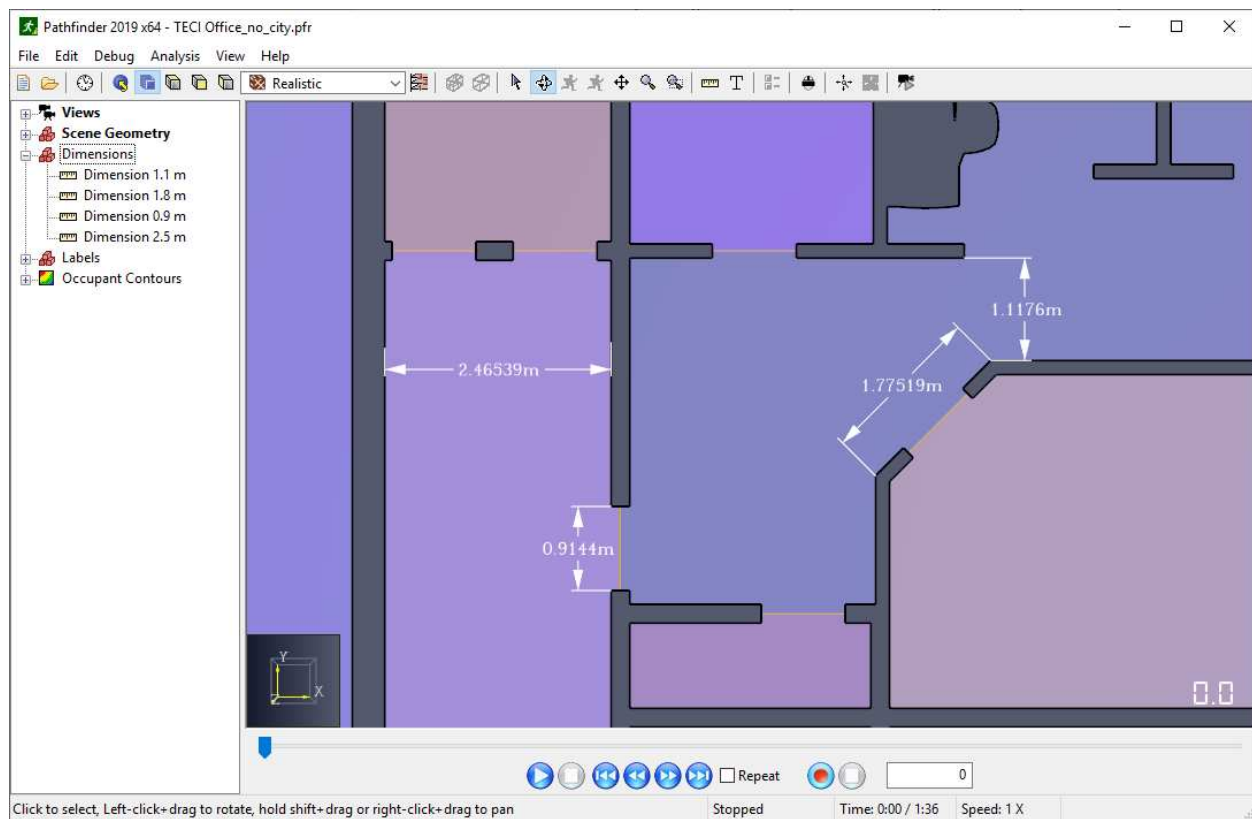 Pathfinder 2019 x64 - TECI Office_no_city.pfr
File Edit Debug Analysis View Help
Realistic
Views
Scene Geometry
Dimensions
Dimension 1.1 m
Dimension 1.8 m
Dimension 0.9 m
Dimension 2.5 m
Labels
Occupant Contours
1.1176m
2.46539m
1.77519m
0.9144m
Y
X
Z
0.0
Repeat
0
Click to select, Left-click+drag to rotate, hold shift+drag or right-click+drag to pan Stopped Time: 0:00 / 1:36 Speed: 1 X